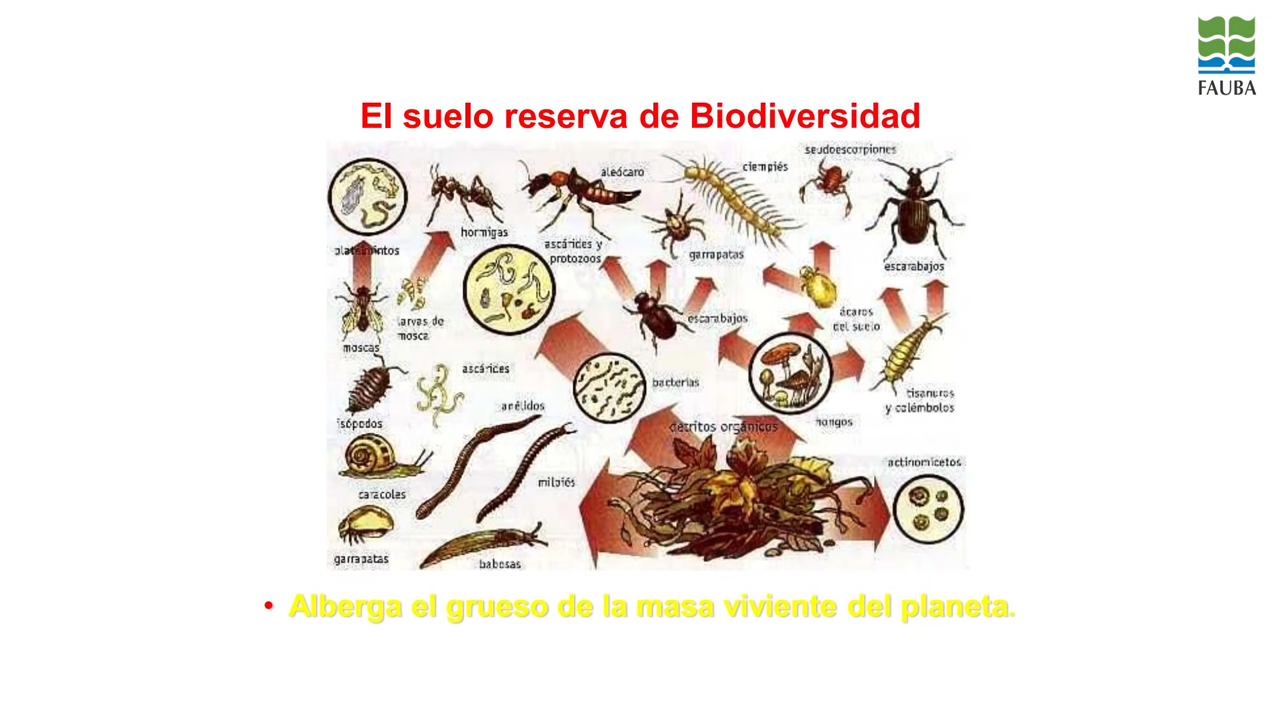 FAUBA
El suelo reserva de Biodiversidad
seudoescorpiones
aleócaro
ciempiés
hormigas
ascárides y
protozoos
garrapatas
escarabajos
larvas de
mosca
escarabajos
ácaros
del suelo
moscas
ascárides
bacterias
tisanuros
y colémbolos
anélidos
isópodos
detritos orgánicos
hongos
actinomicetos
milpiés
caracoles
garrapatas
babosas
• Alberga el grueso de la masa viviente del planeta.